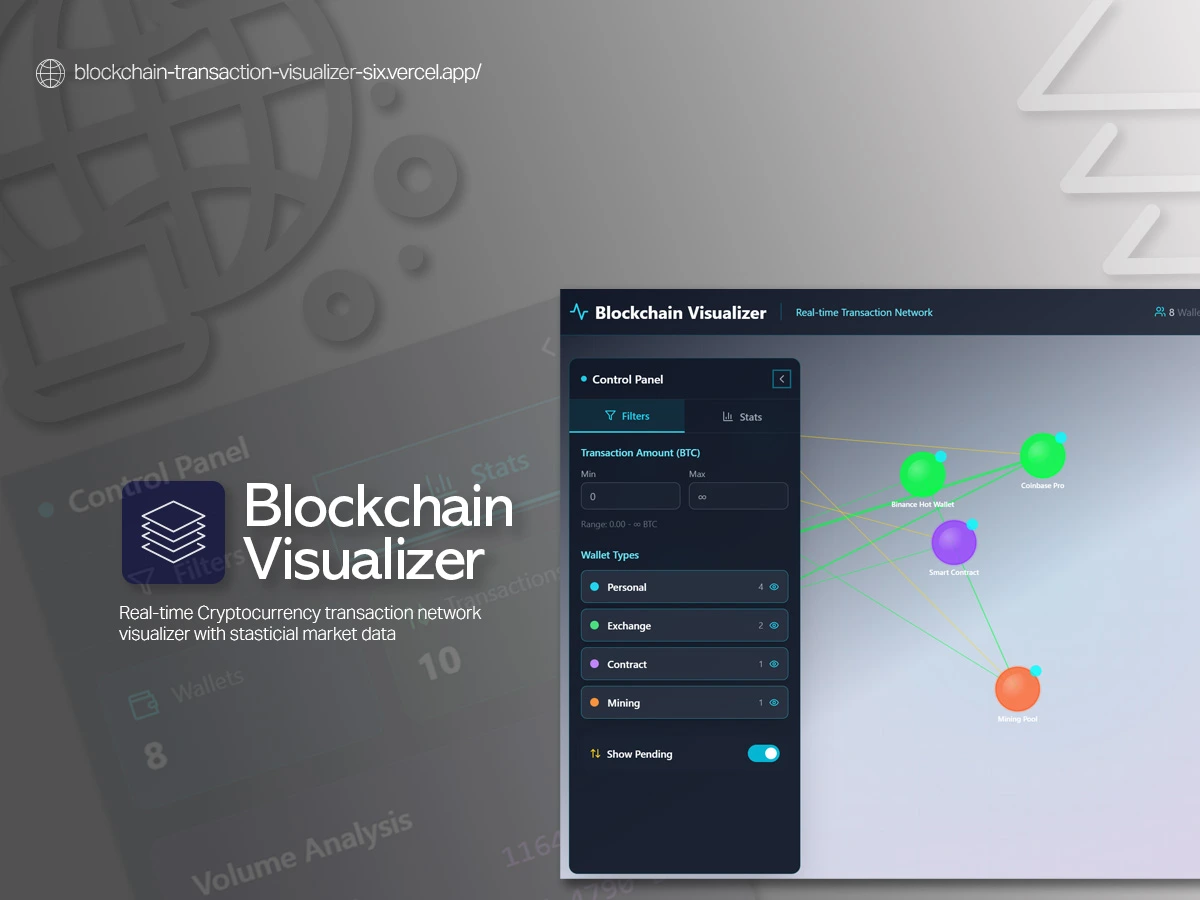 blockchain-transaction-visualizer-six.vercel.app/
Blockchain
Visualizer
Real-time Cryptocurrency transaction network
visualizer with stasticial market data
Control Panel
Stats
Filters
Transactions
Wallets
10
8
Volume Analysis
Blockchain Visualizer
Real-time Transaction Network
8 Walle
Control Panel
Filters
Stats
Transaction Amount (BTC)
Min
Max
0
∞
Range: 0.00 - ∞ BTC
Wallet Types
Personal 4
Exchange 2
Contract 1
Mining 1
Show Pending
Binance Hot Wallet
Coinbase Pro
Smart Contract
Mining Pool